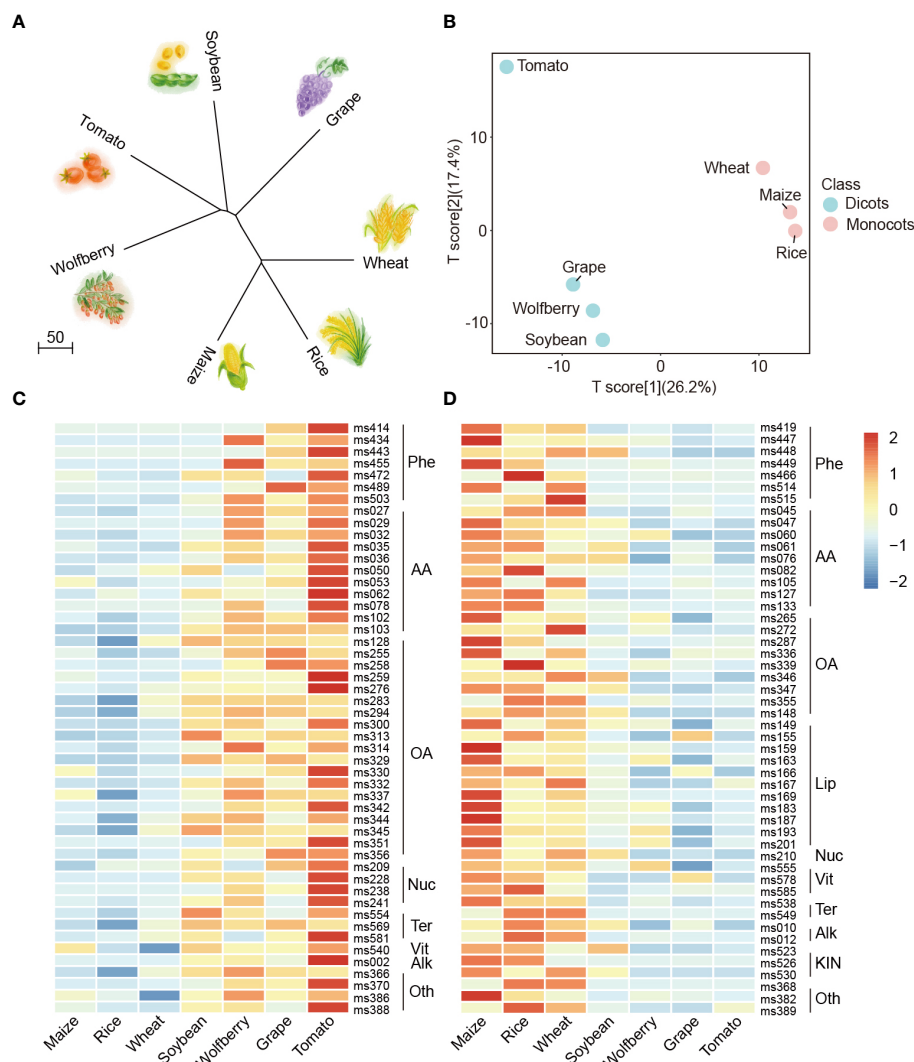 A
Soybean
Grape
Tomato
Wolfberry
Wheat
Maize
Rice
50
B
Tomato
Wheat
Maize
Rice
Grape
Wolfberry
Soybean
10
0
-10
T score[2](17.4%)
-10
0
10
T score[1](26.2%)
Class
Dicots
Monocots
C
ms414
ms434
ms443
ms455
ms472
ms489
ms503
ms027
ms029
ms032
ms035
ms036
ms050
ms053
ms062
ms078
ms102
ms103
ms128
ms255
ms258
ms259
ms276
ms283
ms294
ms300
ms313
ms314
ms329
ms330
ms332
ms337
ms342
ms344
ms345
ms351
ms356
ms209
ms228
ms238
ms241
ms554
ms569
ms581
ms540
ms002
ms366
ms370
ms386
ms388
Phe
AA
OA
Nuc
Ter
Vit
Alk
Oth
Maize
Rice
Wheat
Soybean
Wolfberry
Grape
Tomato
D
ms419
ms447
ms448
ms449
ms466
ms514
ms515
ms045
ms047
ms060
ms061
ms076
ms082
ms105
ms127
ms133
ms265
ms272
ms287
ms336
ms339
ms346
ms347
ms355
ms148
ms149
ms155
ms159
ms163
ms166
ms167
ms169
ms183
ms187
ms193
ms201
ms210
ms555
ms578
ms585
ms538
ms549
ms010
ms012
ms523
ms526
ms530
ms368
ms382
ms389
Phe
AA
OA
Lip
Nuc
Vit
Ter
Alk
KIN
Oth
Maize
Rice
Wheat
Soybean
Wolfberry
Grape
Tomato
2
1
0
-1
-2